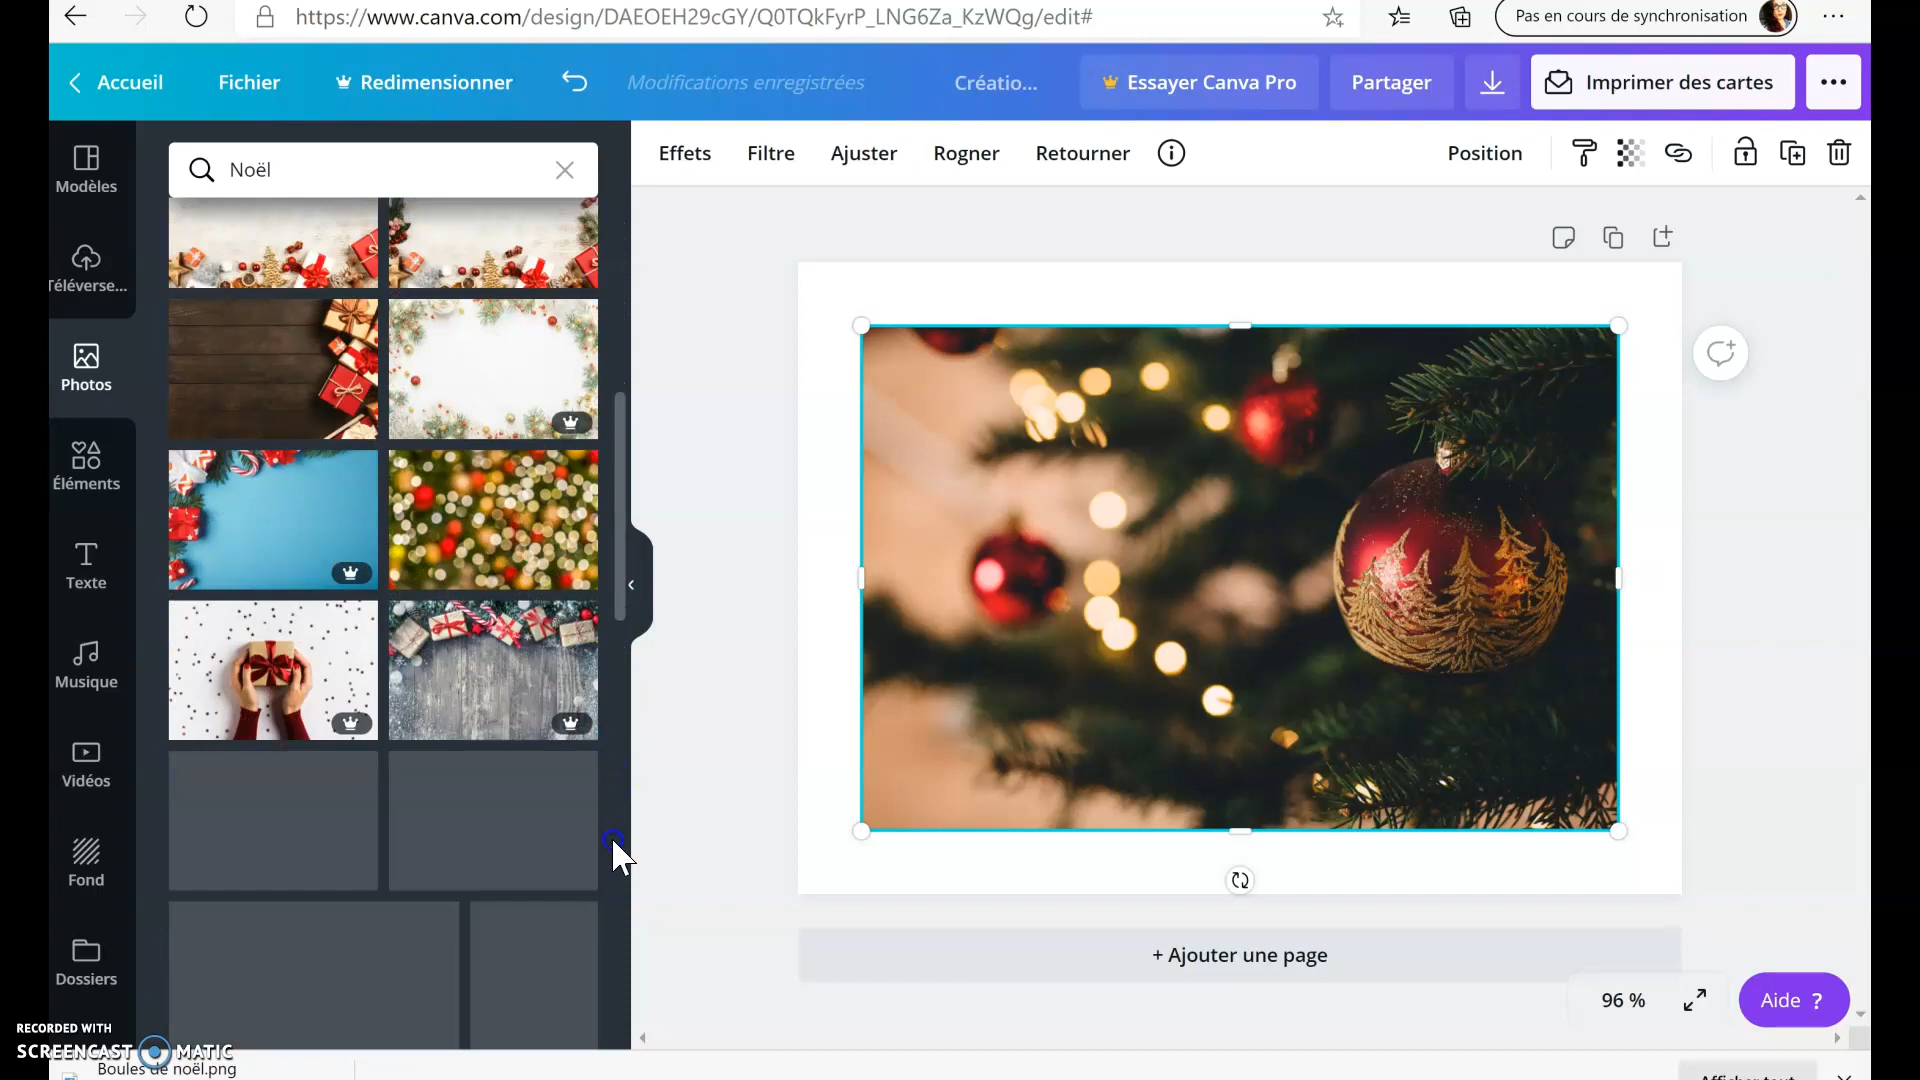 https://www.canva.com/design/DAEOEH29cGY/Q0TQkFyrP_LNG6Za_KzWQg/edit#
Pas en cours de synchronisation
Accueil
Fichier
Redimensionner
Modifications enregistrées
Créatio...
Essayer Canva Pro
Partager
Imprimer des cartes
Noël
Effets
Filtre
Ajuster
Rogner
Retourner
Position
Modèles
Téléverse...
Photos
Éléments
Texte
Musique
Vidéos
Fond
Dossiers
+ Ajouter une page
96 %
Aide ?
RECORDED WITH
SCREENCAST MATIC
Boules de noël.png
Afficher tout